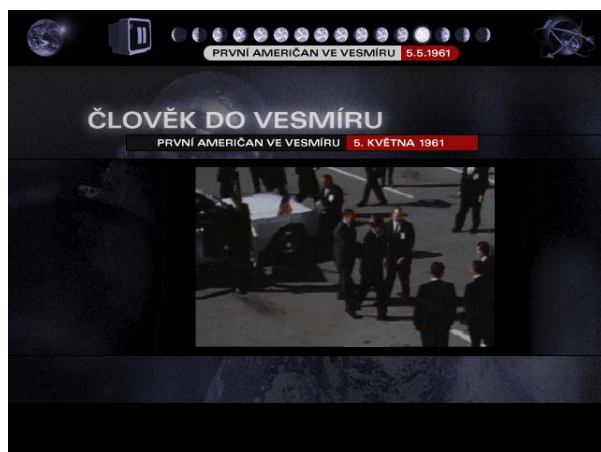 PRVNÍ AMERIČAN VE VESMÍRU 5.5.1961
ČLOVĚK DO VESMÍRU
PRVNÍ AMERIČAN VE VESMÍRU 5. KVĚTNA 1961